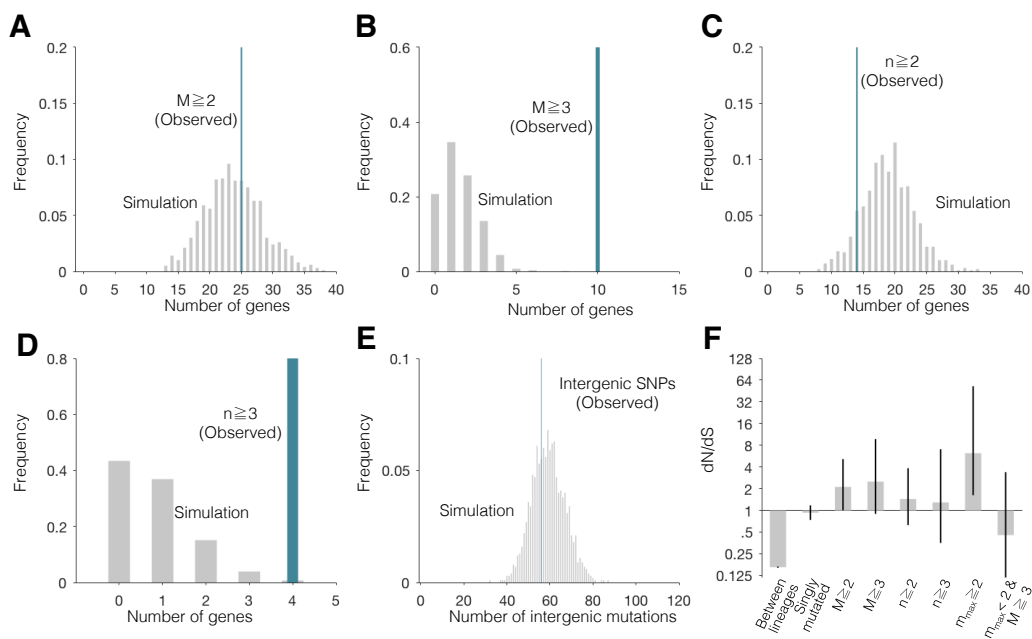 A
0.2
0.15
0.1
0.05
0
Frequency
M≧2
(Observed)
Simulation
0 5 10 15 20 25 30 35 40
Number of genes
B
0.6
0.4
0.2
0
Frequency
M≧3
(Observed)
Simulation
0 5 10 15
Number of genes
C
0.2
0.15
0.1
0.05
0
Frequency
n≧2
(Observed)
Simulation
0 5 10 15 20 25 30 35 40
Number of genes
D
0.8
0.6
0.4
0.2
0
Frequency
n≧3
(Observed)
Simulation
0 1 2 3 4 5
Number of genes
E
0.1
0.05
0
Frequency
Intergenic SNPs
(Observed)
Simulation
0 20 40 60 80 100 120
Number of intergenic mutations
F
128
64
32
16
8
4
2
1
.5
0.25
0.125
dN/dS
Between
lineages
Singly
mutated
M≧2
M≧3
n≧2
n≧3
mmax ≧2
mmax< 2 &
M ≧ 3